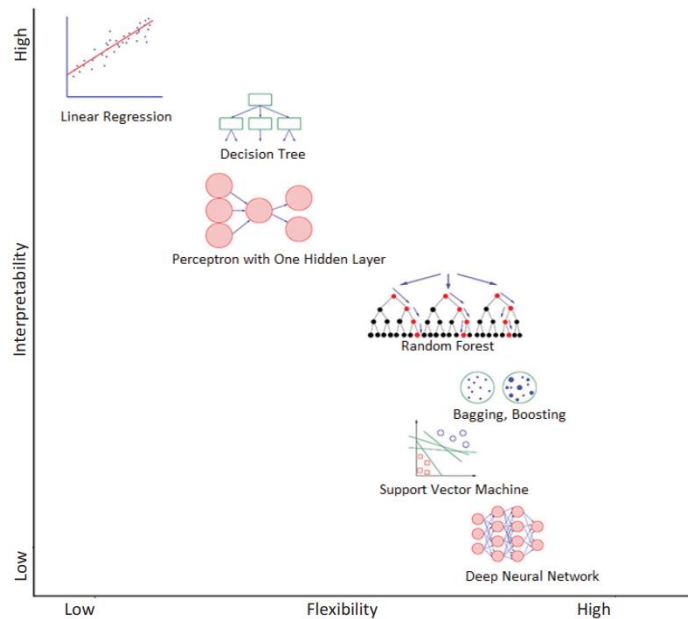 High
Linear Regression
Decision Tree
Perceptron with One Hidden Layer
Interpretability
Random Forest
Bagging, Boosting
Support Vector Machine
Low
Deep Neural Network
Low
Flexibility
High